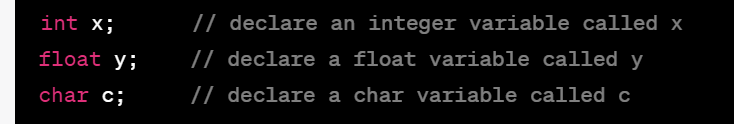 int x;       // declare an integer variable called x
float y;     // declare a float variable called y
char c;      // declare a char variable called c